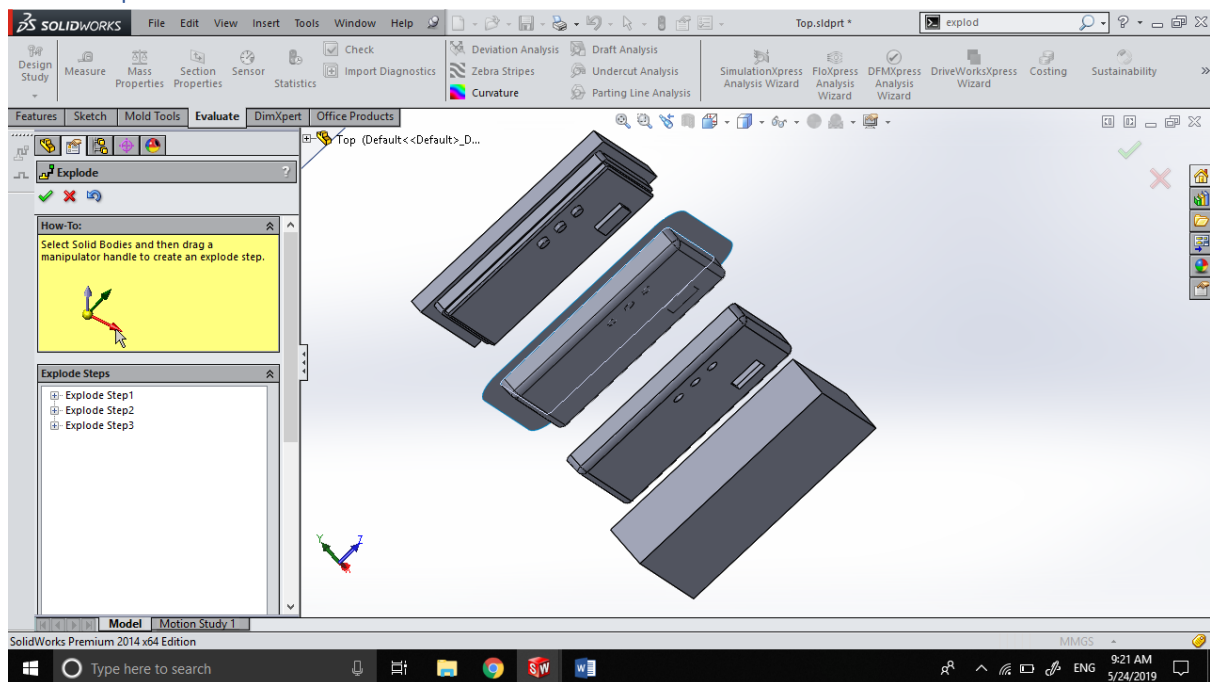 SOLIDWORKS File Edit View Insert Tools Window Help Top.sldprt * explod
Design Study
Measure
Mass Properties
Section Properties
Sensor
Statistics
Check
Import Diagnostics
Deviation Analysis
Zebra Stripes
Curvature
Draft Analysis
Undercut Analysis
Parting Line Analysis
SimulationXpress Analysis Wizard
FloXpress Analysis Wizard
DFMXpress Analysis Wizard
DriveWorksXpress Wizard
Costing
Sustainability
Features Sketch Mold Tools Evaluate DimXpert Office Products
Top (Default<<Default>_D...
Explode ?
How-To:
Select Solid Bodies and then drag a
manipulator handle to create an explode step.
Explode Steps
Explode Step1
Explode Step2
Explode Step3
Y Z
X
Model Motion Study 1
SolidWorks Premium 2014 x64 Edition MMGS
Type here to search ENG 9:21 AM
5/24/2019